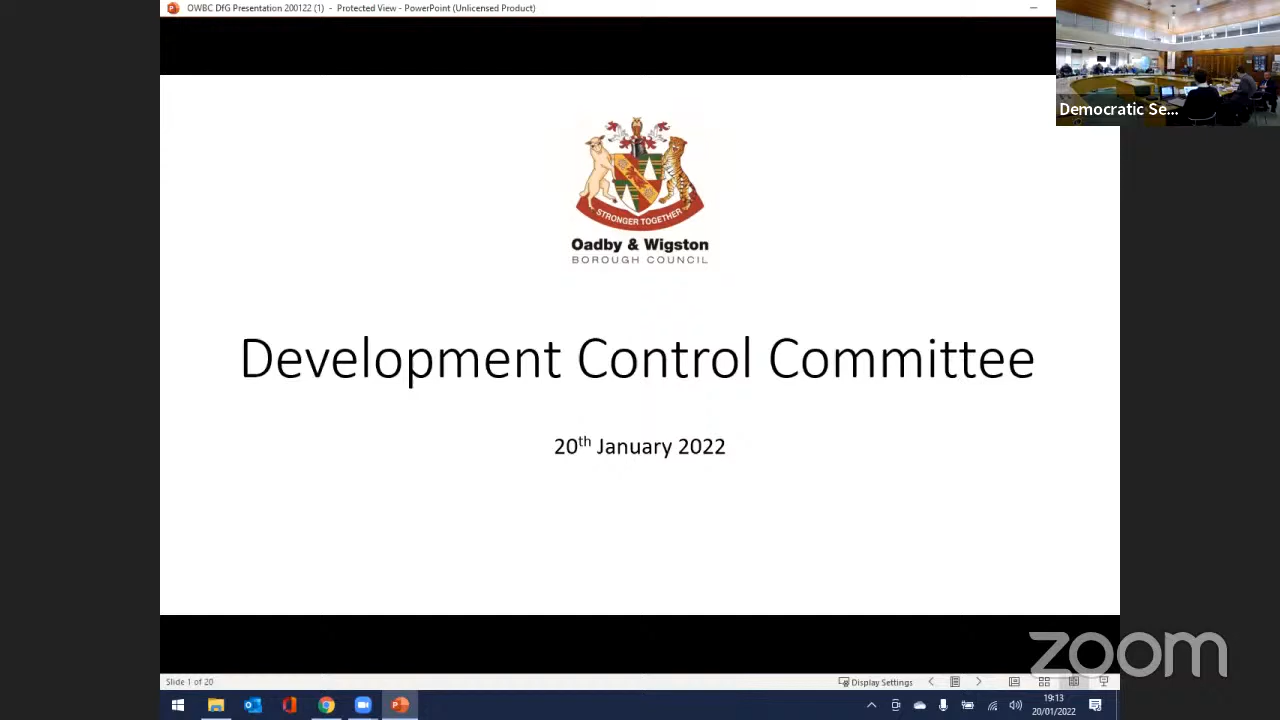 OWBC DfG Presentation 200122 (1) - Protected View - PowerPoint (Unlicensed Product)
Democratic Se...
STRONGER TOGETHER
Oadby & Wigston
BOROUGH COUNCIL
Development Control Committee
20th January 2022
zoom
Slide 1 of 20
Display Settings
19:13
20/01/2022